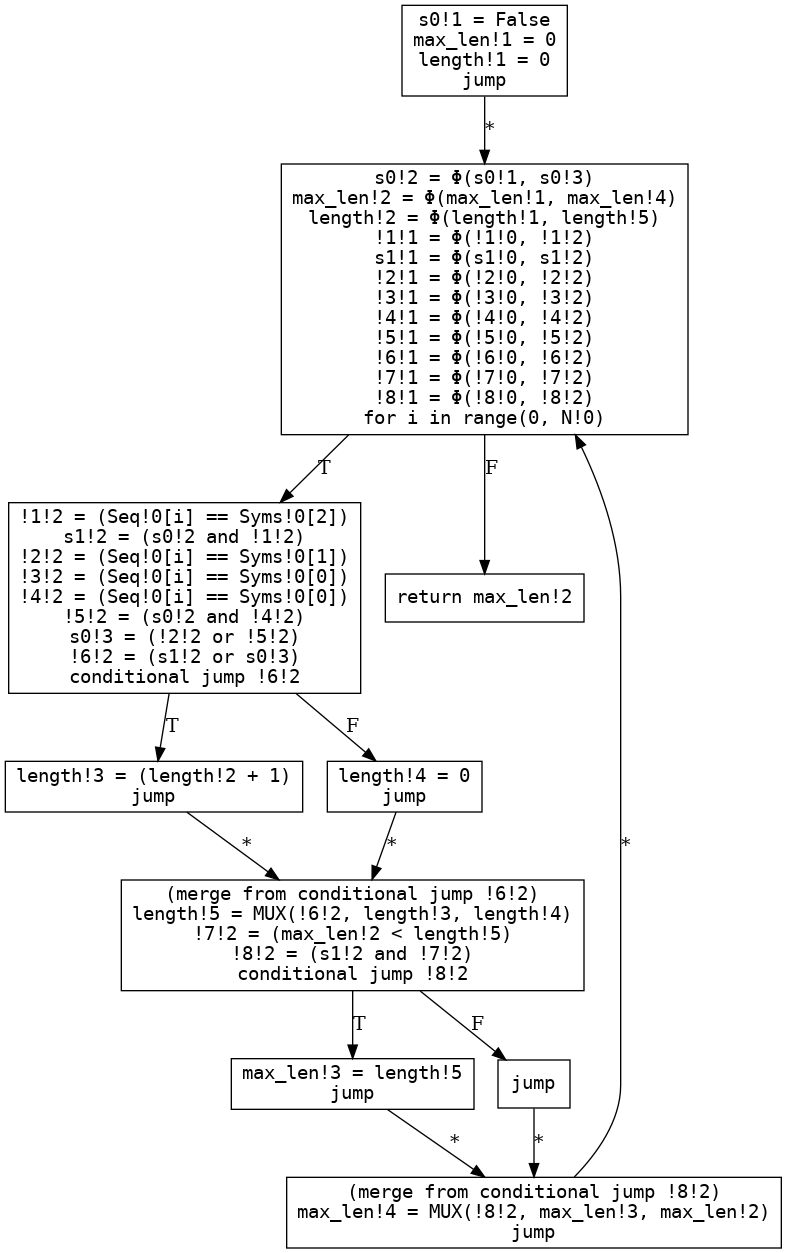 s0!1 = False
max_len!1 = 0
length!1 = 0
jump
*
s0!2 = Φ(s0!1, s0!3)
max_len!2 = Φ(max_len!1, max_len!4)
length!2 = Φ(length!1, length!5)
!1!1 = Φ(!1!0, !1!2)
s1!1 = Φ(s1!0, s1!2)
!2!1 = Φ(!2!0, !2!2)
!3!1 = Φ(!3!0, !3!2)
!4!1 = Φ(!4!0, !4!2)
!5!1 = Φ(!5!0, !5!2)
!6!1 = Φ(!6!0, !6!2)
!7!1 = Φ(!7!0, !7!2)
!8!1 = Φ(!8!0, !8!2)
for i in range(0, N!0)
T
F
!1!2 = (Seq!0[i] == Syms!0[2])
s1!2 = (s0!2 and !1!2)
!2!2 = (Seq!0[i] == Syms!0[1])
!3!2 = (Seq!0[i] == Syms!0[0])
!4!2 = (Seq!0[i] == Syms!0[0])
!5!2 = (s0!2 and !4!2)
s0!3 = (!2!2 or !5!2)
!6!2 = (s1!2 or s0!3)
conditional jump !6!2
return max_len!2
T
F
length!3 = (length!2 + 1)
jump
length!4 = 0
jump
*
*
*
(merge from conditional jump !6!2)
length!5 = MUX(!6!2, length!3, length!4)
!7!2 = (max_len!2 < length!5)
!8!2 = (s1!2 and !7!2)
conditional jump !8!2
T
F
max_len!3 = length!5
jump
jump
*
*
(merge from conditional jump !8!2)
max_len!4 = MUX(!8!2, max_len!3, max_len!2)
jump